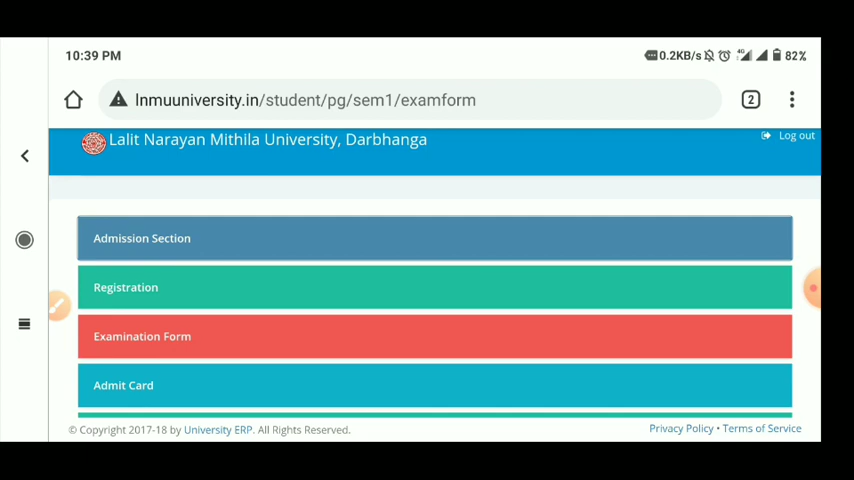 10:39 PM
0.2KB/s 4G 82%
lnmuuniversity.in/student/pg/sem1/examform
2
Lalit Narayan Mithila University, Darbhanga
Log out
Admission Section
Registration
Examination Form
Admit Card
© Copyright 2017-18 by University ERP. All Rights Reserved.
Privacy Policy • Terms of Service